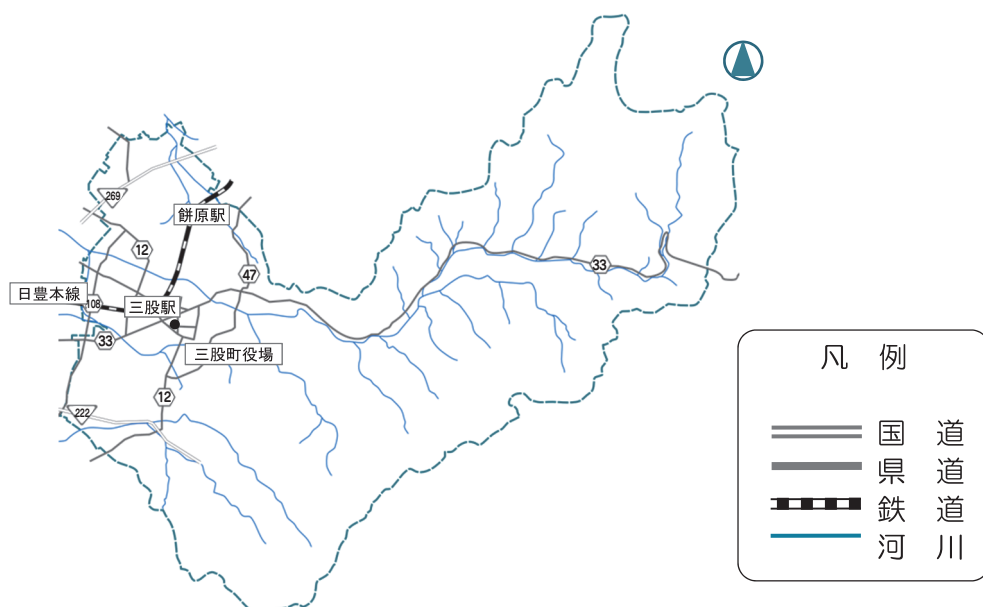 269
餅原駅
12
47
33
日豊本線
108
三股駅
33
三股町役場
12
222
凡 例
国 道
県 道
鉄 道
河 川